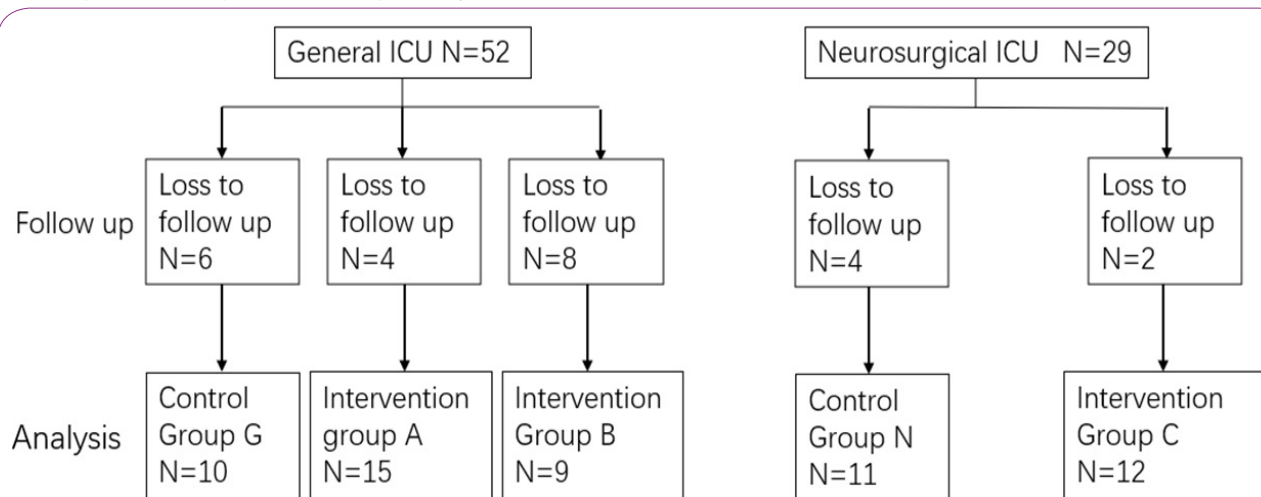 General ICU N=52
Neurosurgical ICU N=29
Follow up
Loss to
follow up
N=6
Loss to
follow up
N=4
Loss to
follow up
N=8
Loss to
follow up
N=4
Loss to
follow up
N=2
Analysis
Control
Group G
N=10
Intervention
group A
N=15
Intervention
Group B
N=9
Control
Group N
N=11
Intervention
Group C
N=12